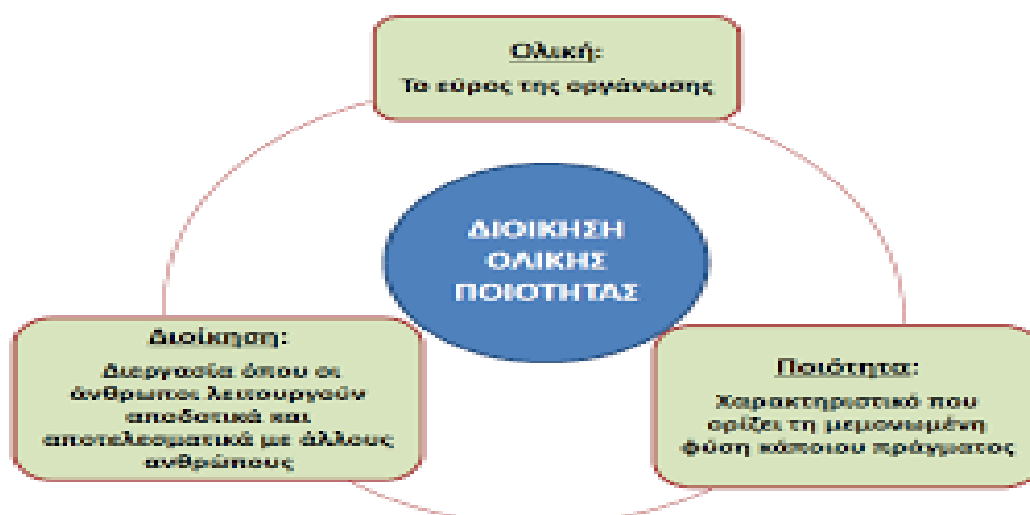 Ολική:
Το εύρος της οργάνωσης
ΔΙΟΙΚΗΣΗ
ΟΛΙΚΗΣ
ΠΟΙΟΤΗΤΑΣ
Διοίκηση:
Διεργασία όπου οι
άνθρωποι λειτουργούν
αποδοτικά και
αποτελεσματικά με άλλους
ανθρώπους
Ποιότητα:
Χαρακτηριστικό που
ορίζει τη μεμονωμένη
φύση κάποιου πράγματος